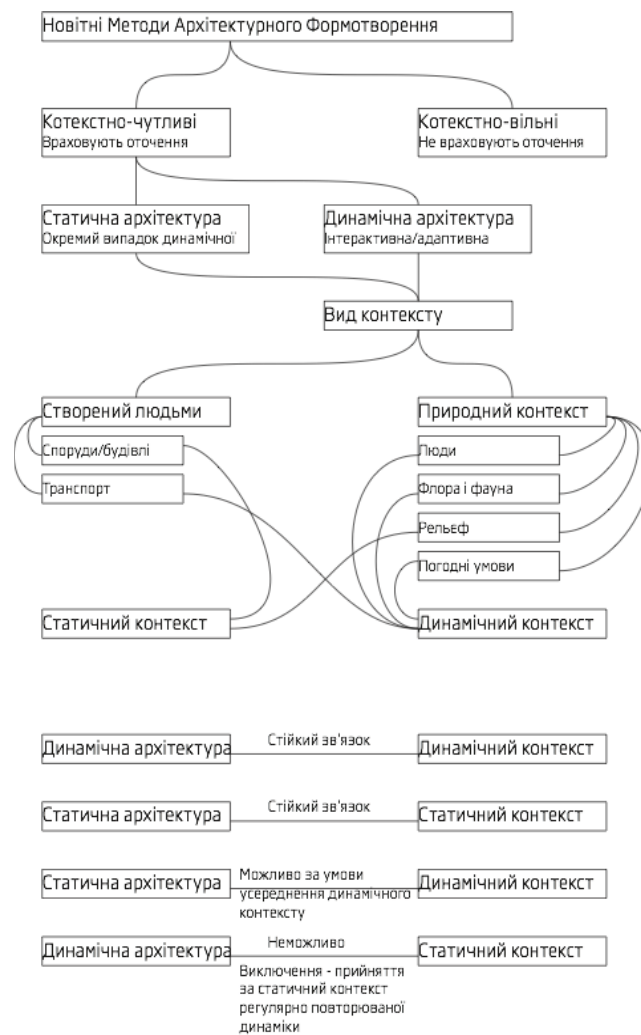 Новітні Методи Архітектурного Формотворення
Котекстно-чутливі
Враховують оточення
Котекстно-вільні
Не враховують оточення
Статична архітектура
Окремий випадок динамічної
Динамічна архітектура
Інтерактивна/адаптивна
Вид контексту
Створений людьми
Природний контекст
Споруди/будівлі
Люди
Транспорт
Флора і фауна
Рельєф
Погодні умови
Статичний контекст
Динамічний контекст
Динамічна архітектура
Стійкий зв'язок
Динамічний контекст
Статична архітектура
Стійкий зв'язок
Статичний контекст
Статична архітектура
Можливо за умови
усереднення динамічного
контексту
Динамічний контекст
Динамічна архітектура
Неможливо
Статичний контекст
Виключення - прийняття
за статичний контекст
регулярно повторюваної
динаміки